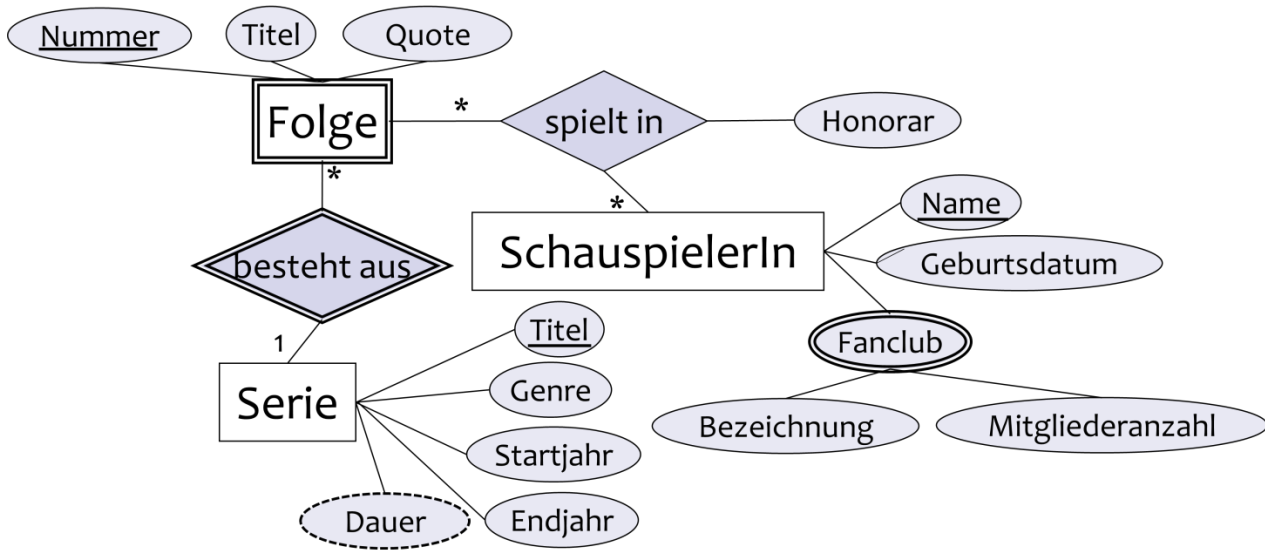 Nummer
Titel
Quote
Folge
*
spielt in
Honorar
*
*
Name
SchauspielerIn
besteht aus
Geburtsdatum
Titel
1
Fanclub
Serie
Genre
Bezeichnung
Mitgliederanzahl
Startjahr
Dauer
Endjahr